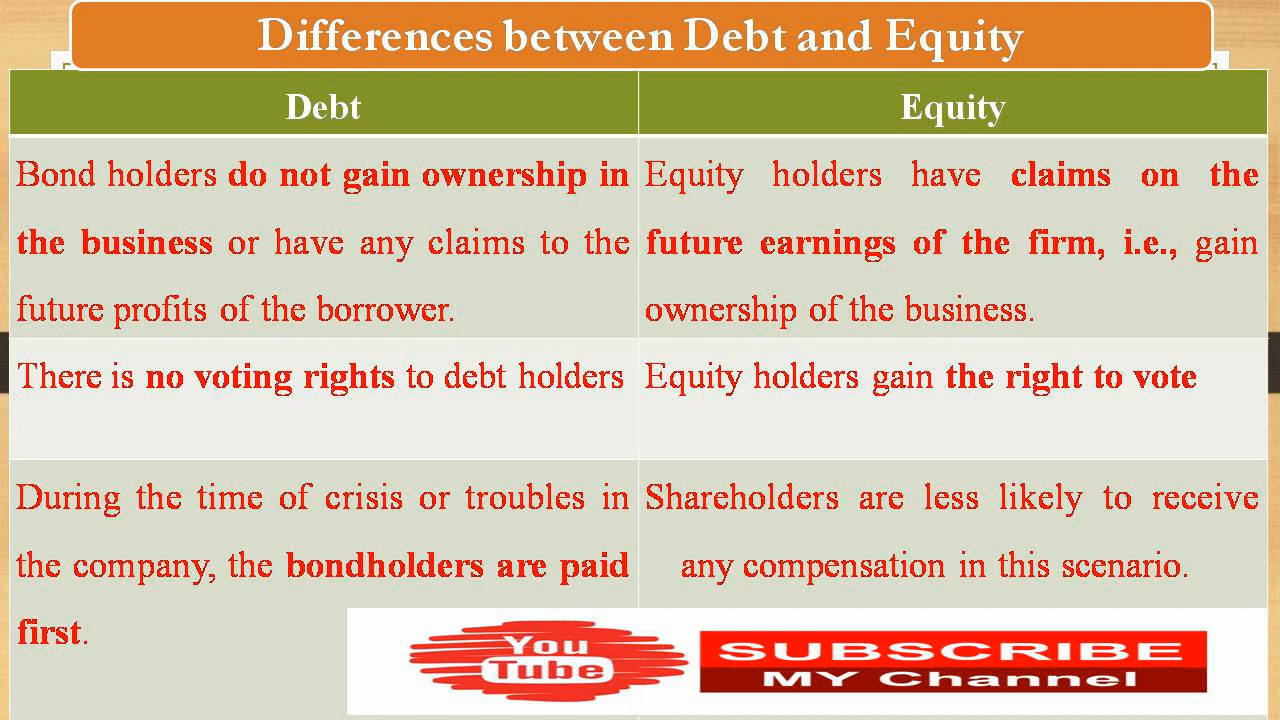 Differences between Debt and Equity
Debt
Equity
Bond holders do not gain ownership in
the business or have any claims to the
future profits of the borrower.
Equity holders have claims on the
future earnings of the firm, i.e., gain
ownership of the business.
There is no voting rights to debt holders
Equity holders gain the right to vote
During the time of crisis or troubles in
the company, the bondholders are paid
first.
Shareholders are less likely to receive
any compensation in this scenario.
You
Tube
SUBSCRIBE
MY Channel